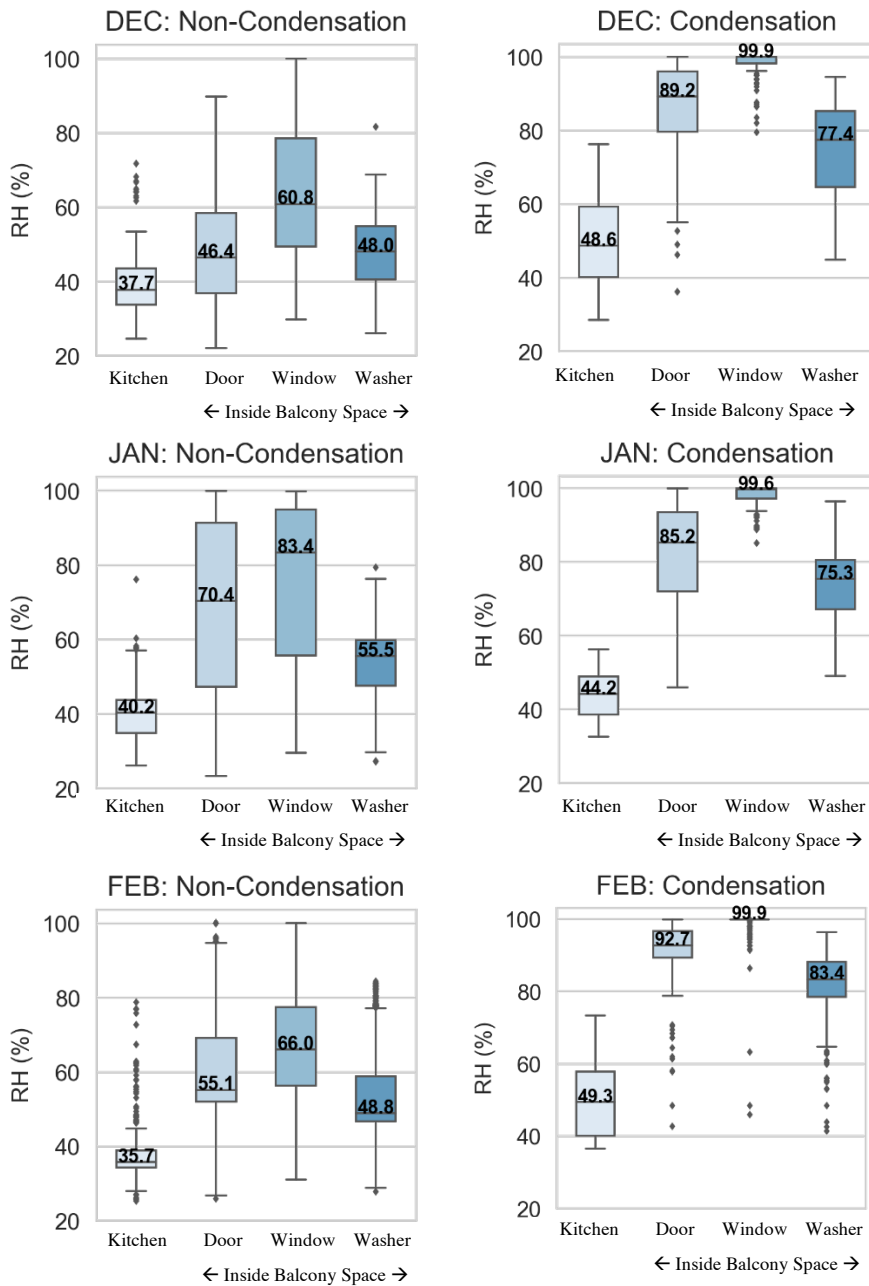 DEC: Non-Condensation
100
80
60
40
20
RH (%)
37.7
46.4
60.8
48.0
Kitchen Door Window Washer
← Inside Balcony Space →
DEC: Condensation
100
80
60
40
20
RH (%)
48.6
89.2
99.9
77.4
Kitchen Door Window Washer
← Inside Balcony Space →
JAN: Non-Condensation
100
80
60
40
20
RH (%)
40.2
70.4
83.4
55.5
Kitchen Door Window Washer
← Inside Balcony Space →
JAN: Condensation
100
80
60
40
20
RH (%)
44.2
85.2
99.6
75.3
Kitchen Door Window Washer
← Inside Balcony Space →
FEB: Non-Condensation
100
80
60
40
20
RH (%)
35.7
55.1
66.0
48.8
Kitchen Door Window Washer
← Inside Balcony Space →
FEB: Condensation
100
80
60
40
20
RH (%)
49.3
92.7
99.9
83.4
Kitchen Door Window Washer
← Inside Balcony Space →